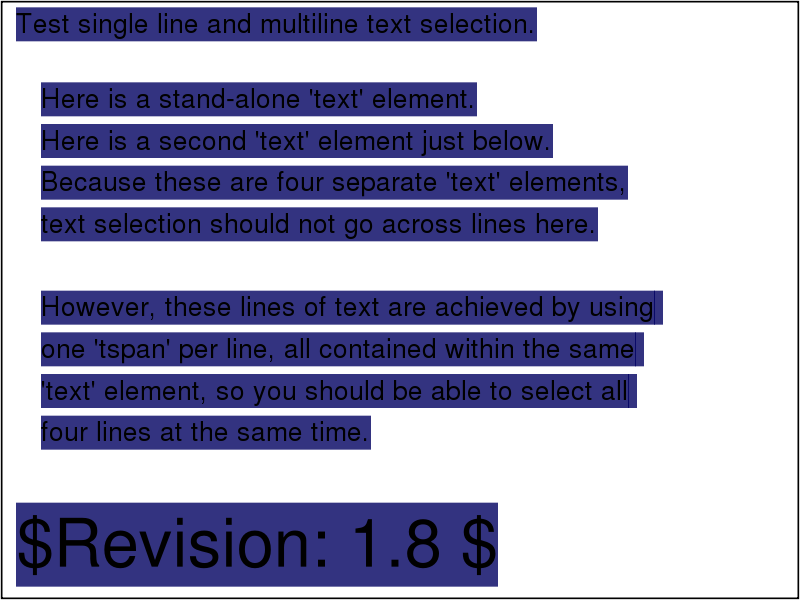 Test single line and multiline text selection.
Here is a stand-alone 'text' element.
Here is a second 'text' element just below.
Because these are four separate 'text' elements,
text selection should not go across lines here.
However, these lines of text are achieved by using
one 'tspan' per line, all contained within the same
'text' element, so you should be able to select all
four lines at the same time.
$Revision: 1.8 $